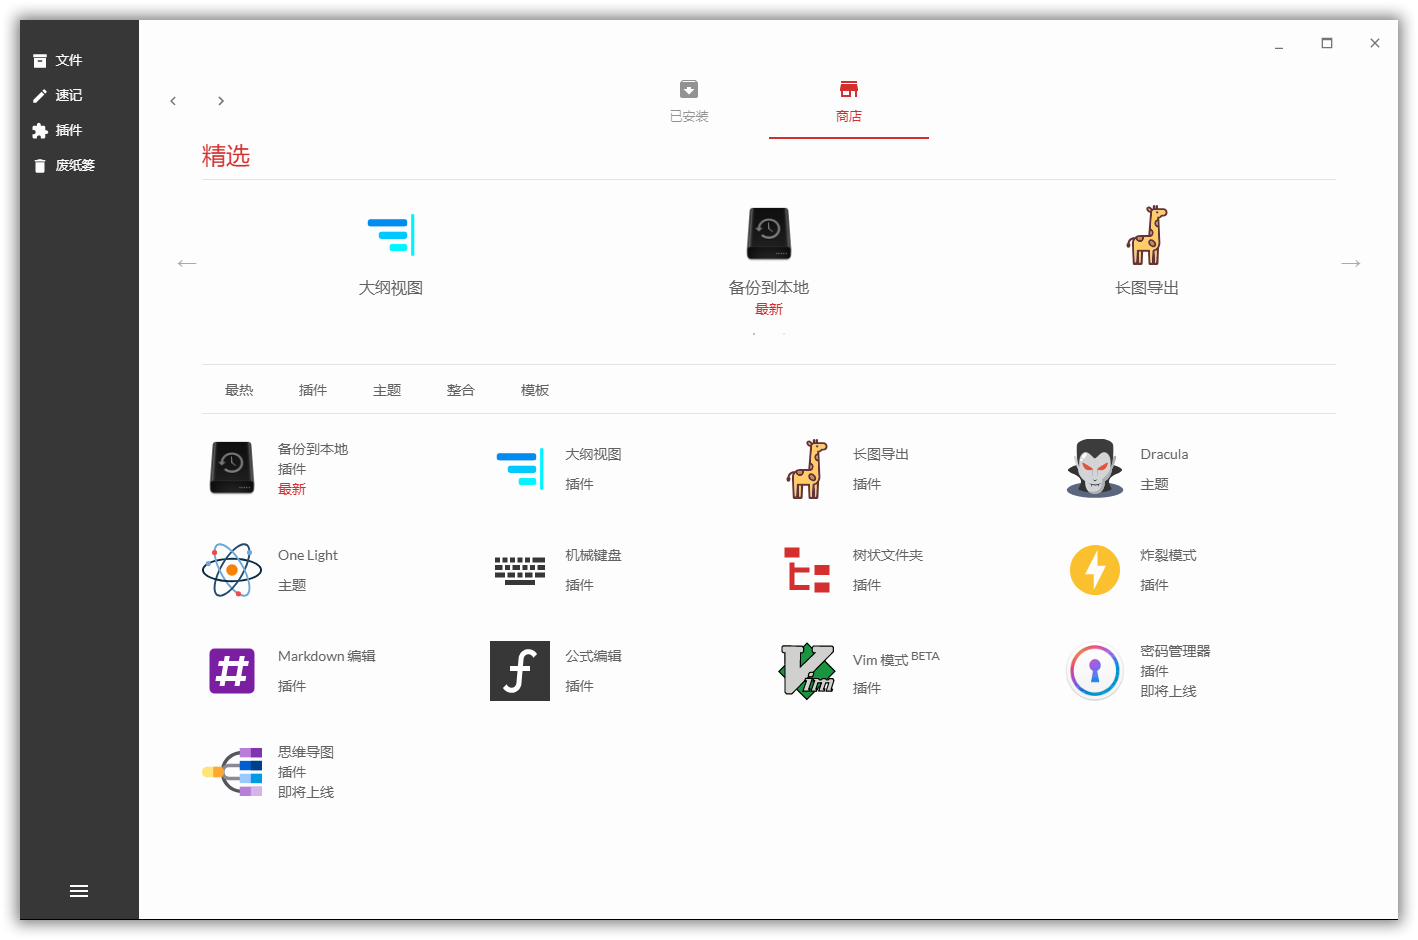 文件
速记
插件
废纸篓
已安装
商店
精选
大纲视图
备份到本地
最新
长图导出
最热
插件
主题
整合
模板
备份到本地
插件
最新
大纲视图
插件
长图导出
插件
Dracula
主题
One Light
主题
机械键盘
插件
树状文件夹
插件
炸裂模式
插件
Markdown 编辑
插件
公式编辑
插件
Vim 模式 BETA
插件
密码管理器
插件
即将上线
思维导图
插件
即将上线